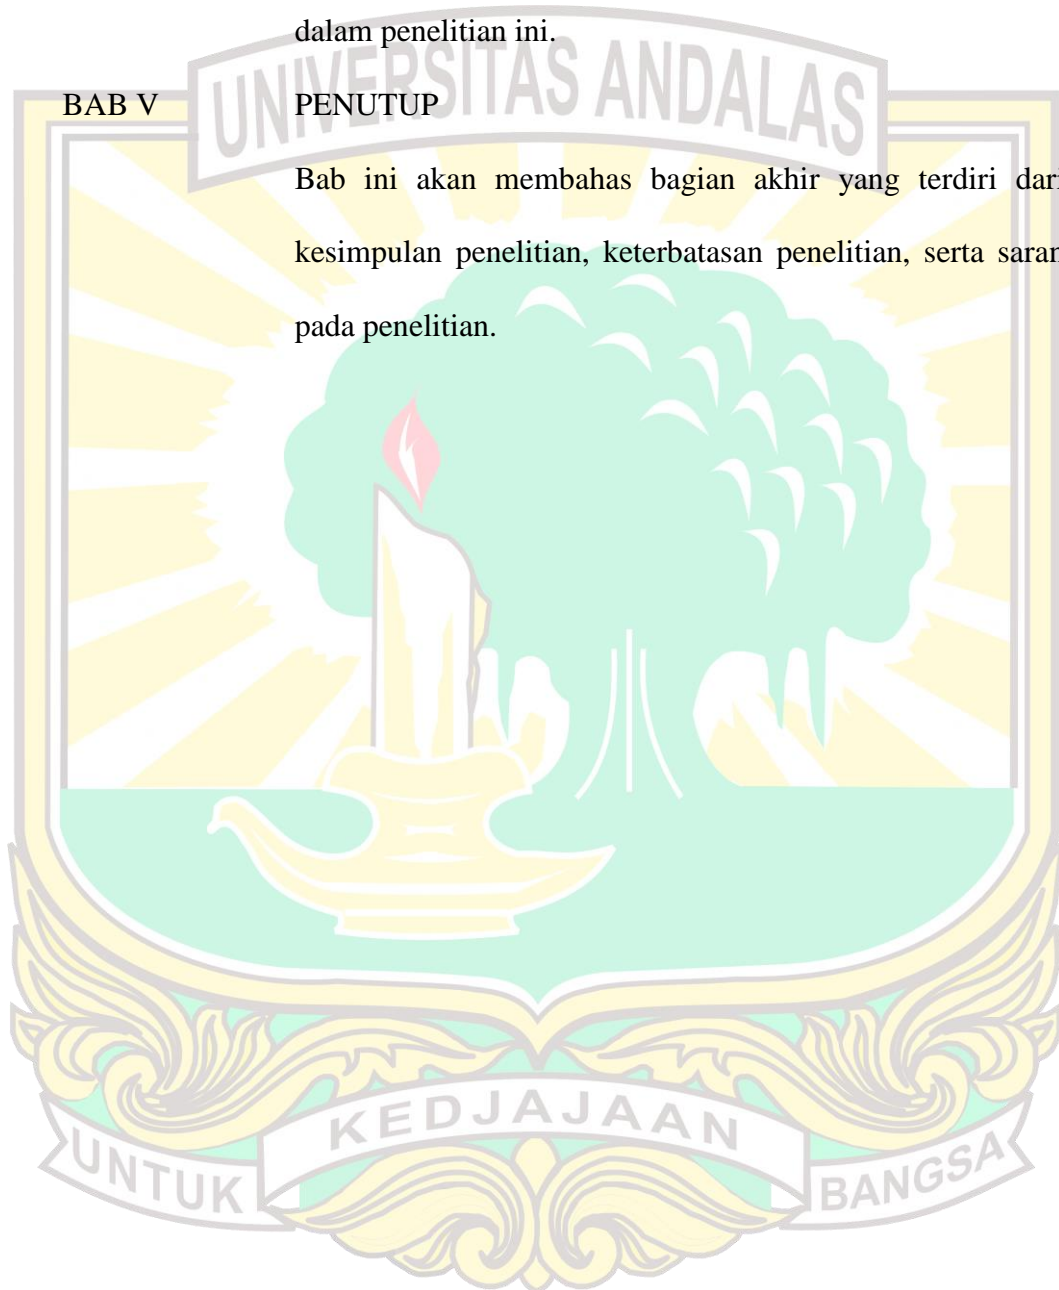 dalam penelitian ini.
UNIVERSITAS ANDALAS
BAB V PENUTUP
Bab ini akan membahas bagian akhir yang terdiri dari
kesimpulan penelitian, keterbatasan penelitian, serta saran
pada penelitian.
UNTUK KEDJAJAAN BANGSA